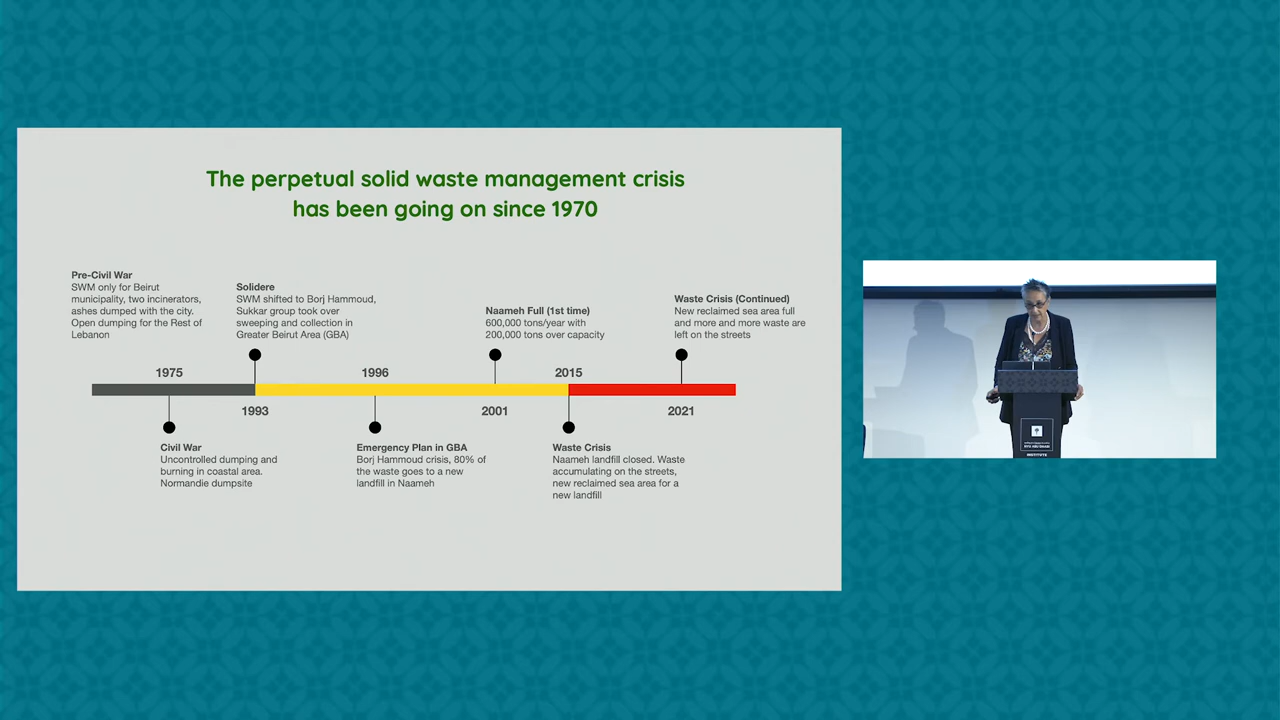 The perpetual solid waste management crisis
has been going on since 1970
Pre-Civil War
SWM only for Beirut
municipality, two incinerators,
ashes dumped with the city.
Open dumping for the Rest of
Lebanon
Solidere
SWM shifted to Borj Hammoud,
Sukkar group took over
sweeping and collection in
Greater Beirut Area (GBA)
Naameh Full (1st time)
600,000 tons/year with
200,000 tons over capacity
Waste Crisis (Continued)
New reclaimed sea area full
and more and more waste are
left on the streets
1975
1996
2015
1993
2001
2021
Civil War
Uncontrolled dumping and
burning in coastal area.
Normandie dumpsite
Emergency Plan in GBA
Borj Hammoud crisis, 80% of
the waste goes to a new
landfill in Naameh
Waste Crisis
Naameh landfill closed. Waste
accumulating on the streets,
new reclaimed sea area for a
new landfill
NYU ABU DHABI
INSTITUTE